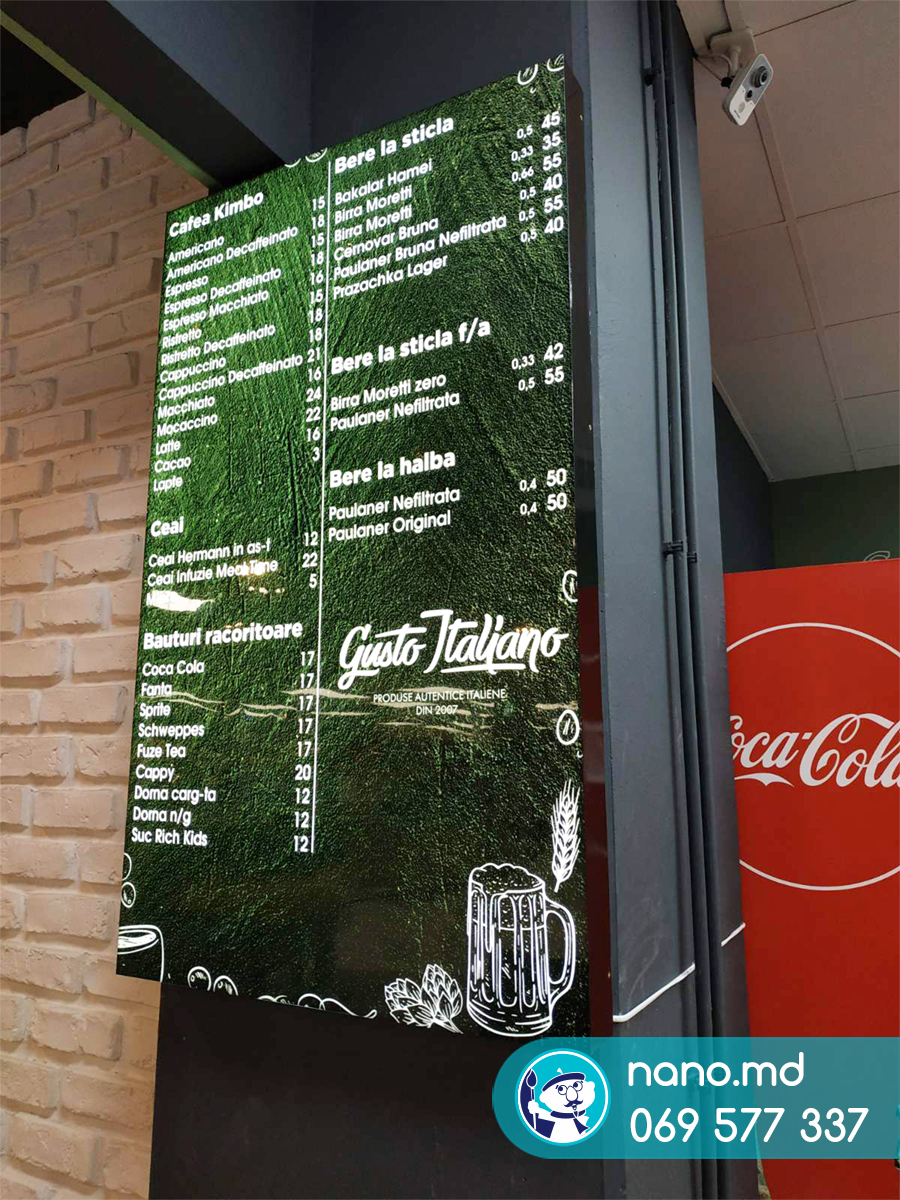 Cafea Kimbo
Americano 15
Americano Decaffeinato 18
Espresso 15
Espresso Decaffeinato 18
Espresso Macchiato 16
Ristretto 15
Ristretto Decaffeinato 18
Cappuccino 18
Cappuccino Decaffeinato 21
Macchiato 16
Mocaccino 24
Latte 22
Cacao 16
Lapte 3
Ceai
Ceai Hermann in as-t 12
Ceai Infuzie Meal Time 22
5
Bauturi racoritoare
Coca Cola 17
Fanta 17
Sprite 17
Schweppes 17
Fuze Tea 17
Cappy 20
Dorna carg-ta 12
Dorna n/g 12
Suc Rich Kids 12
Bere la sticla
Bakalar Hamei 0,5 45
Birra Moretti 0,33 35
Birra Moretti 0,66 55
Cernovar Bruna 0,5 40
Paulaner Bruna Nefiltrata 0,5 55
Prazachka Lager 0,5 40
Bere la sticla f/a
Birra Moretti zero 0,33 42
Paulaner Nefiltrata 0,5 55
Bere la halba
Paulaner Nefiltrata 0,4 50
Paulaner Original 0,4 50
Gusto Italiano
PRODUSE AUTENTICE ITALIENE
DIN 2007
Coca-Cola
nano.md
069 577 337